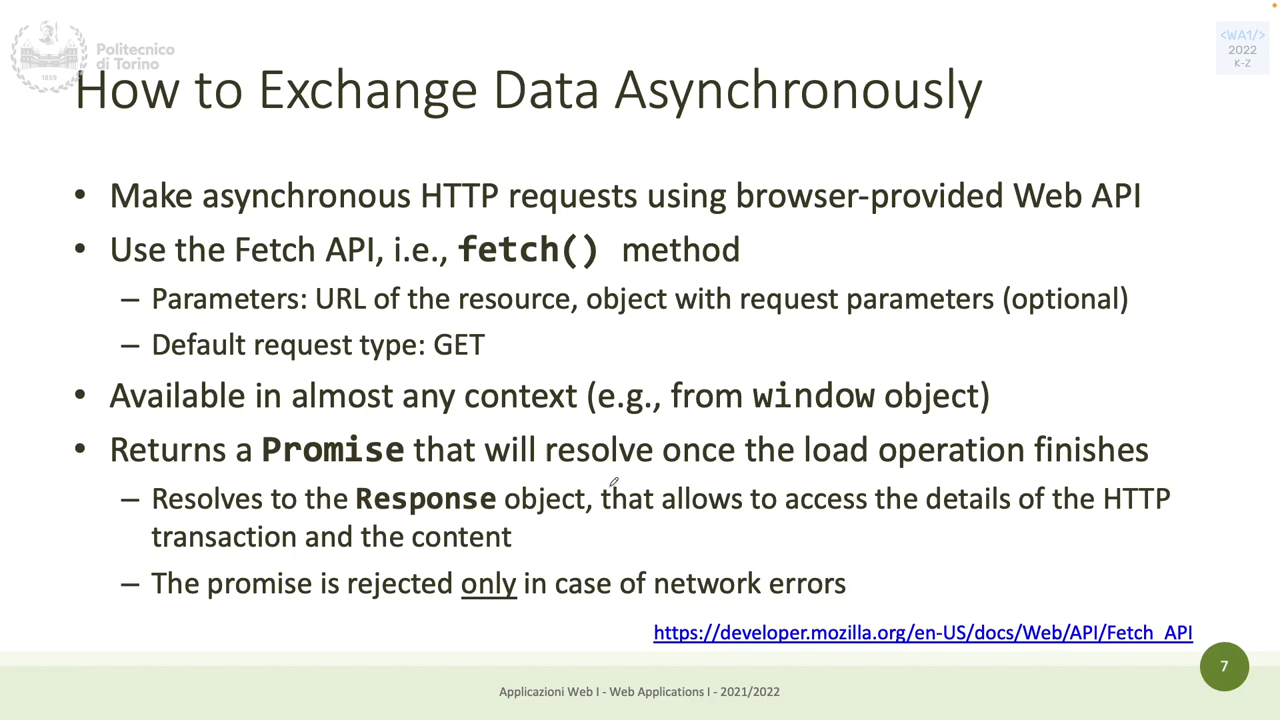 Politecnico
di Torino
1859
<WA1/>
2022
K-Z
How to Exchange Data Asynchronously
• Make asynchronous HTTP requests using browser-provided Web API
• Use the Fetch API, i.e., fetch() method
– Parameters: URL of the resource, object with request parameters (optional)
– Default request type: GET
• Available in almost any context (e.g., from window object)
• Returns a Promise that will resolve once the load operation finishes
– Resolves to the Response object, that allows to access the details of the HTTP
transaction and the content
– The promise is rejected only in case of network errors
https://developer.mozilla.org/en-US/docs/Web/API/Fetch_API
7
Applicazioni Web I - Web Applications I - 2021/2022